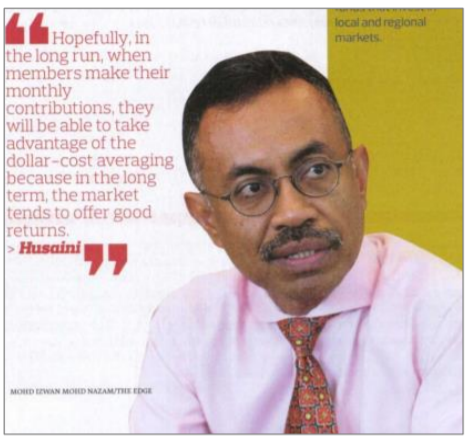 Hopefully, in
the long run, when
members make their
monthly
contributions, they
will be able to take
advantage of the
dollar-cost averaging
because in the long
term, the market
tends to offer good
returns.
> Husaini
MOHD IZWAN MOHD NAZAM/THE EDGE
local and regional
markets.